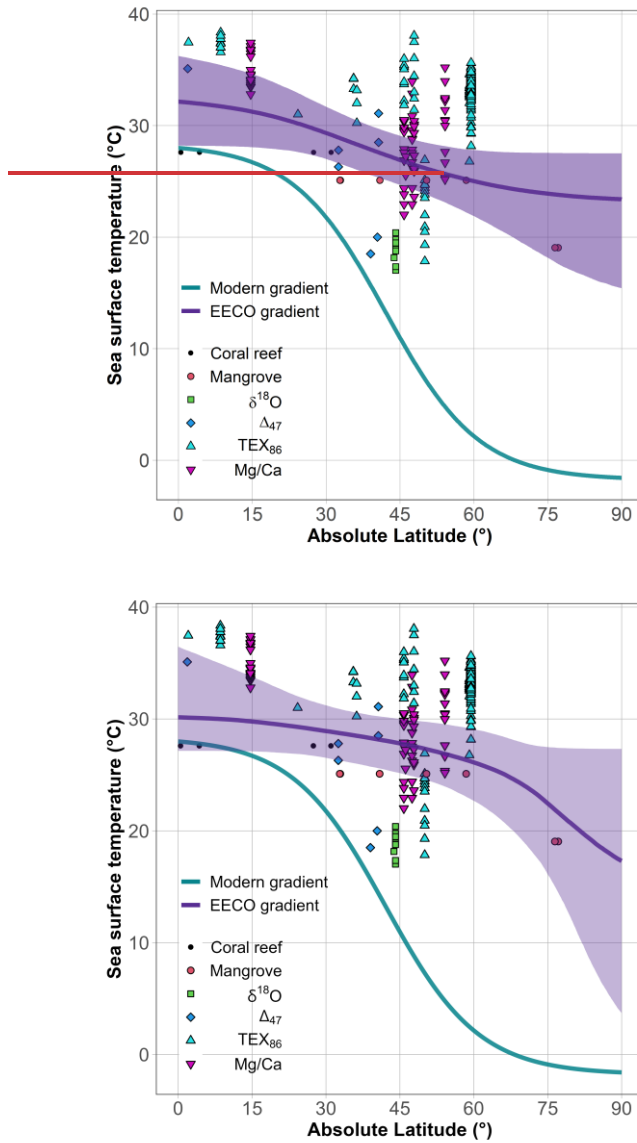 40
30
20
10
0
Sea surface temperature (°C)
Modern gradient
EECO gradient
Coral reef
Mangrove
δ¹⁸O
Δ₄₇
TEX₈₆
Mg/Ca
0 15 30 45 60 75 90
Absolute Latitude (°)
40
30
20
10
0
Sea surface temperature (°C)
Modern gradient
EECO gradient
Coral reef
Mangrove
δ¹⁸O
Δ₄₇
TEX₈₆
Mg/Ca
0 15 30 45 60 75 90
Absolute Latitude (°)